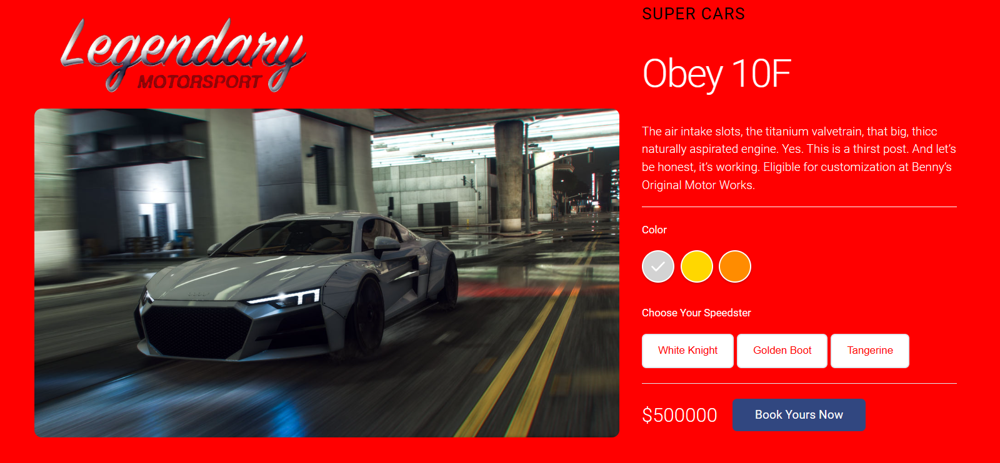 Legendary
MOTORSPORT
SUPER CARS
Obey 10F
The air intake slots, the titanium valvetrain, that big, thicc
naturally aspirated engine. Yes. This is a thirst post. And let’s
be honest, it’s working. Eligible for customization at Benny’s
Original Motor Works.
Color
Choose Your Speedster
White Knight Golden Boot Tangerine
$500000 Book Yours Now